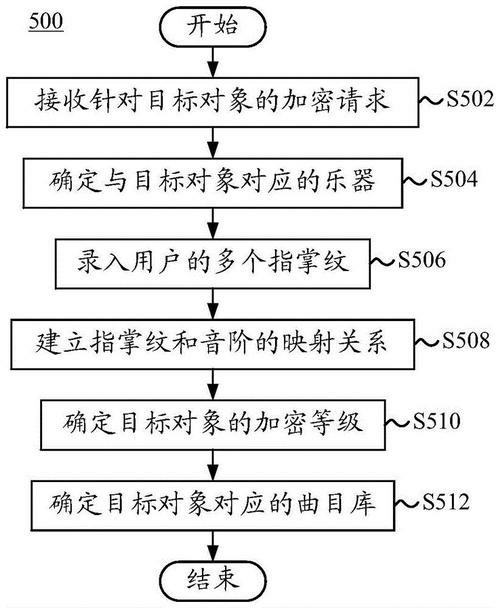 500
开始
接收针对目标对象的加密请求
S502
确定与目标对象对应的乐器
S504
录入用户的多个指掌纹
S506
建立指掌纹和音阶的映射关系
S508
确定目标对象的加密等级
S510
确定目标对象对应的曲目库
S512
结束